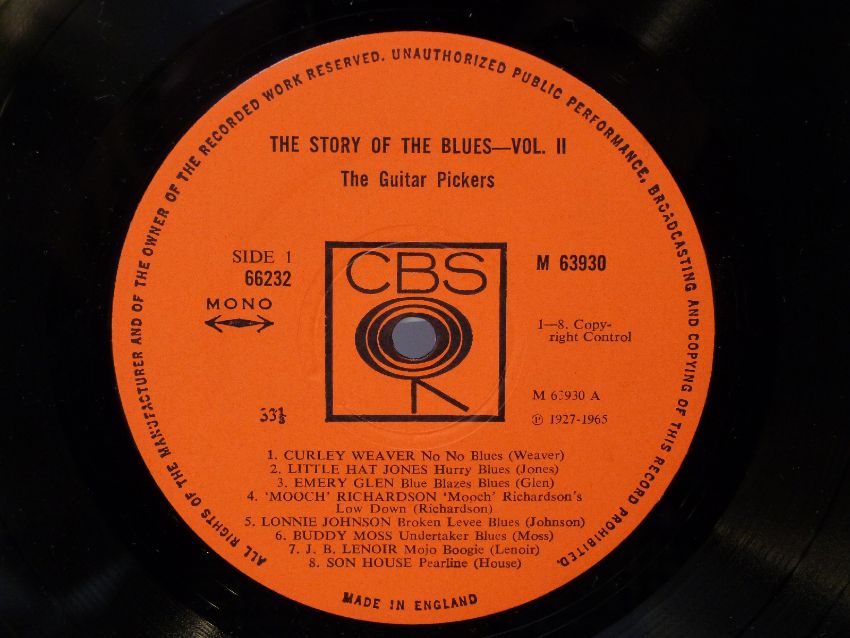 ALL RIGHTS OF THE MANUFACTURER AND OF THE OWNER OF THE RECORDED WORK RESERVED. UNAUTHORIZED PUBLIC PERFORMANCE, BROADCASTING AND COPYING OF THIS RECORD PROHIBITED.
THE STORY OF THE BLUES—VOL. II
The Guitar Pickers
SIDE 1
66232
MONO
33⅓
CBS
M 63930
1—8. Copy-
right Control
M 63930 A
℗ 1927-1965
1. CURLEY WEAVER No No Blues (Weaver)
2. LITTLE HAT JONES Hurry Blues (Jones)
3. EMERY GLEN Blue Blazes Blues (Glen)
4. 'MOOCH' RICHARDSON 'Mooch' Richardson's
Low Down (Richardson)
5. LONNIE JOHNSON Broken Levee Blues (Johnson)
6. BUDDY MOSS Undertaker Blues (Moss)
7. J. B. LENOIR Mojo Boogie (Lenoir)
8. SON HOUSE Pearline (House)
MADE IN ENGLAND